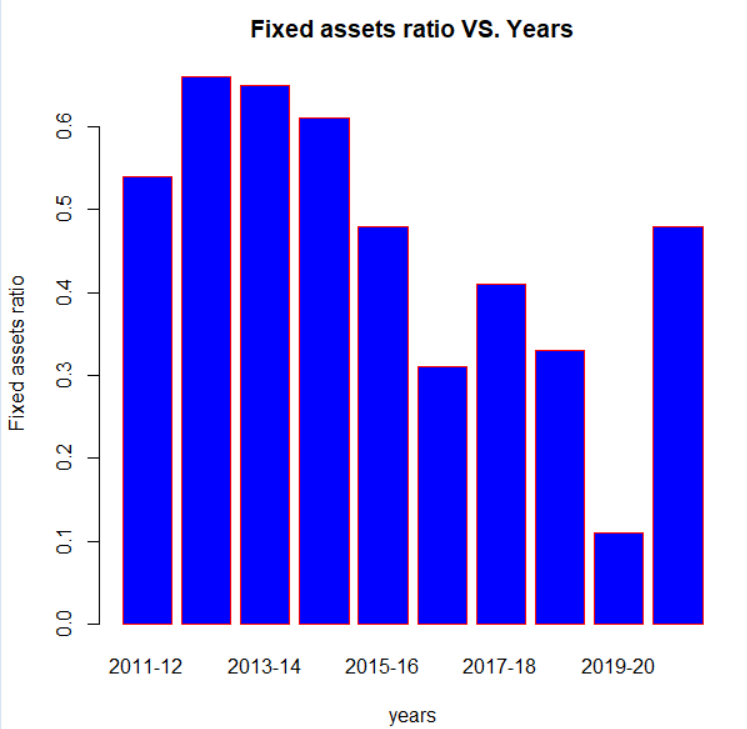 Fixed assets ratio VS. Years
Fixed assets ratio
0.6
0.5
0.4
0.3
0.2
0.1
0.0
2011-12 2013-14 2015-16 2017-18 2019-20
years